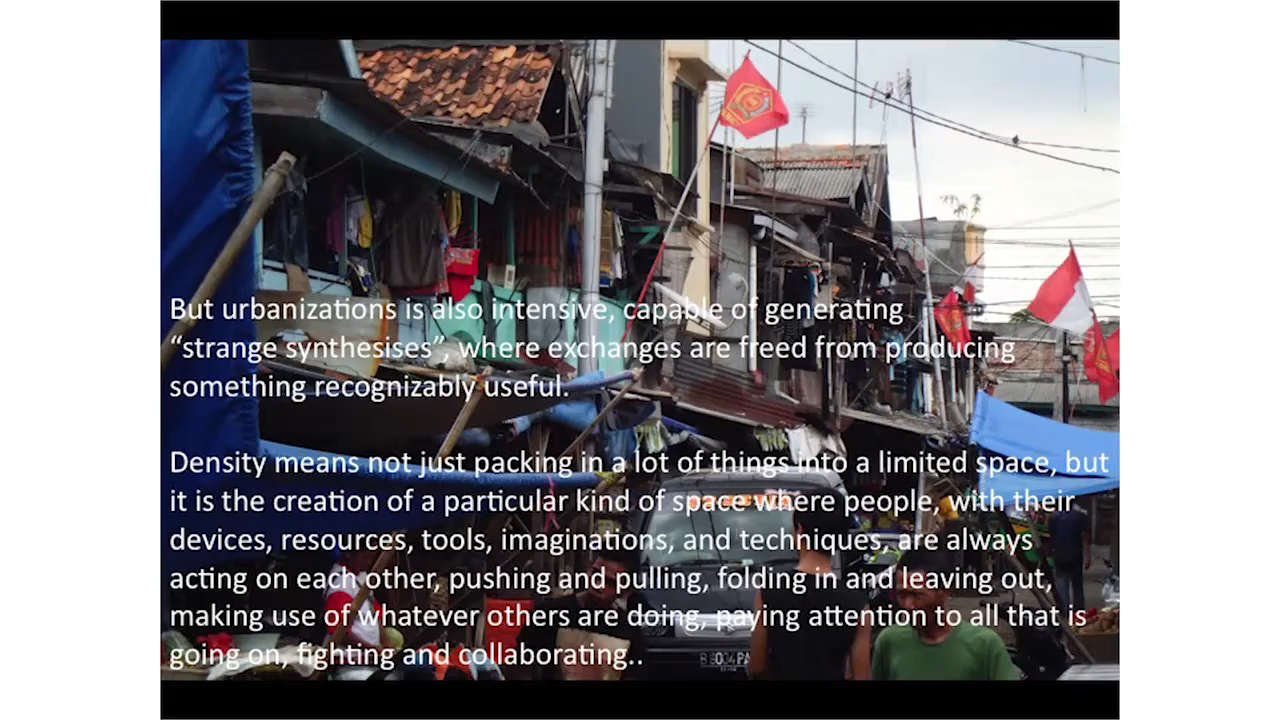 But urbanizations is also intensive, capable of generating
“strange synthesises”, where exchanges are freed from producing
something recognizably useful.
Density means not just packing in a lot of things into a limited space, but
it is the creation of a particular kind of space where people, with their
devices, resources, tools, imaginations, and techniques, are always
acting on each other, pushing and pulling, folding in and leaving out,
making use of whatever others are doing, paying attention to all that is
going on, fighting and collaborating..